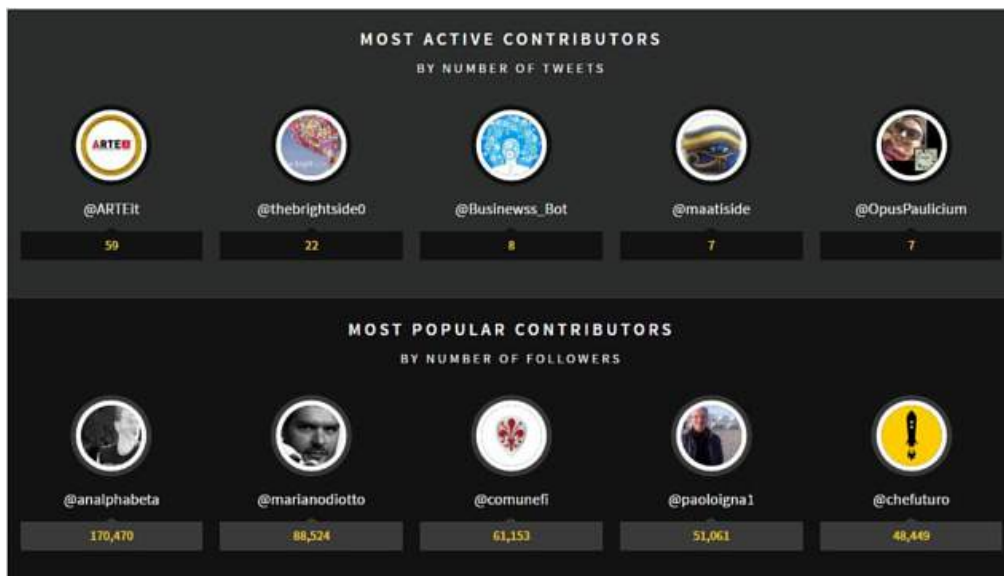 MOST ACTIVE CONTRIBUTORS
BY NUMBER OF TWEETS
ARTE
@ARTEit @thebrightside0 @Businewss_Bot @maatiside @OpusPaulicium
59 22 8 7 7
MOST POPULAR CONTRIBUTORS
BY NUMBER OF FOLLOWERS
@analphabeta @marianodiotto @comunefi @paoloigna1 @chefuturo
170,470 88,524 61,153 51,061 48,449